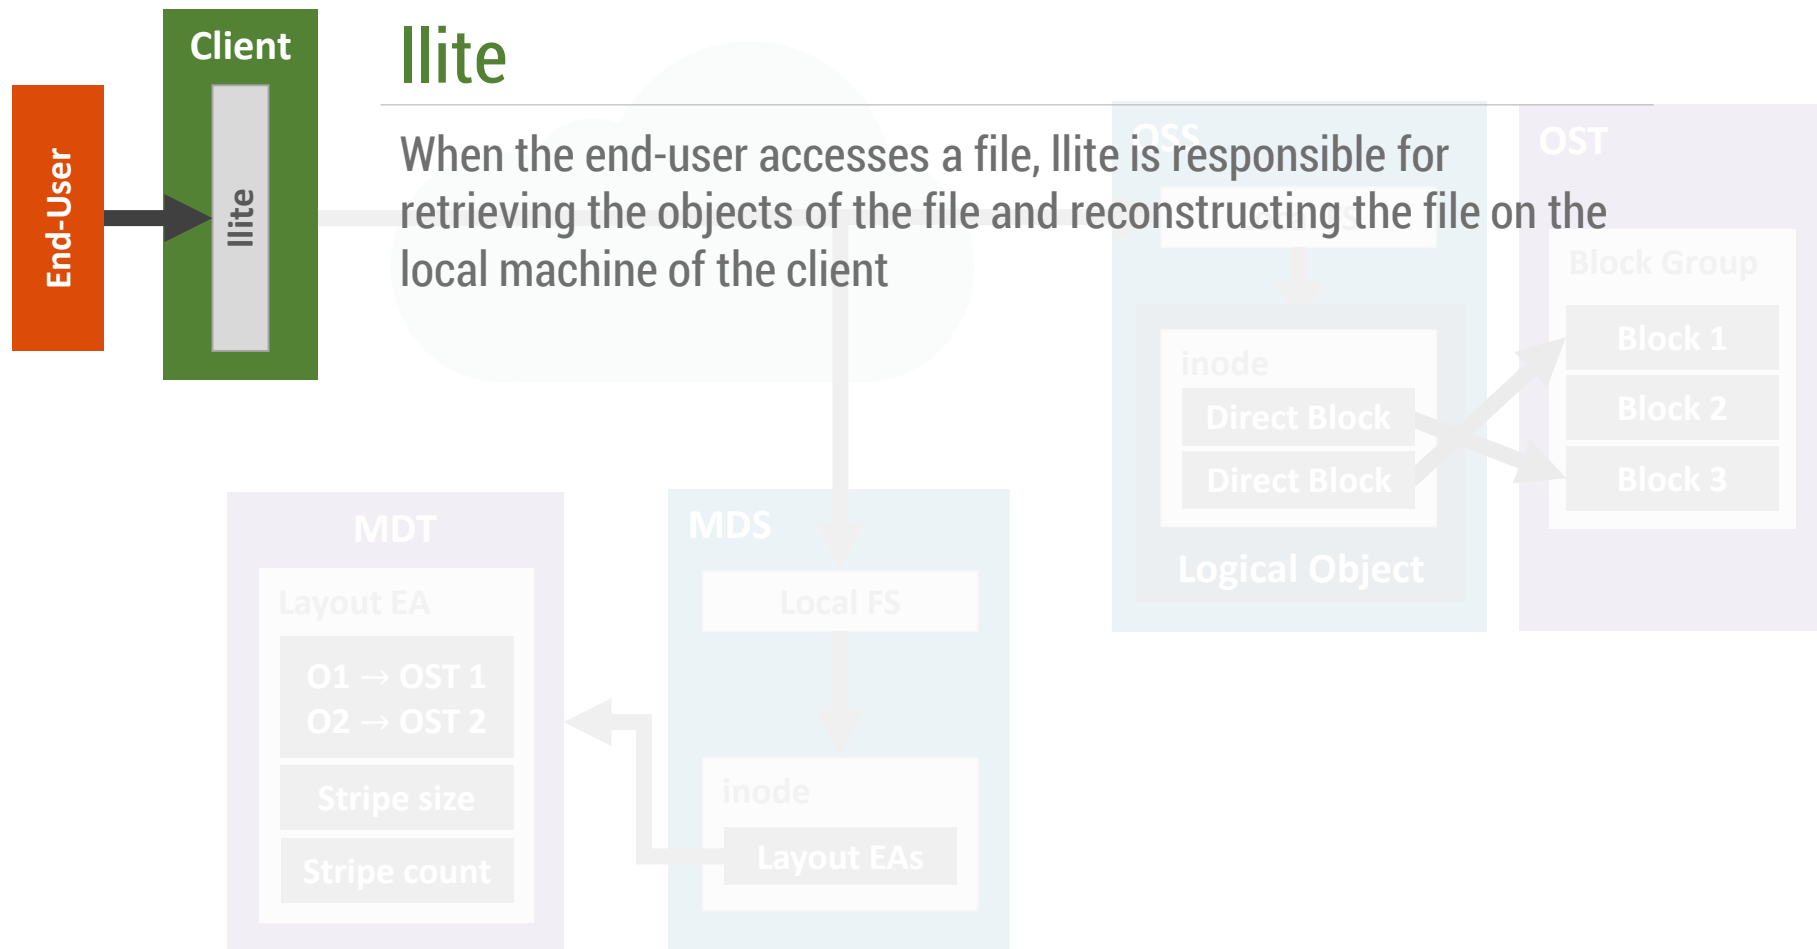 Client
llite
End-User
llite
When the end-user accesses a file, llite is responsible for
retrieving the objects of the file and reconstructing the file on the
local machine of the client
OSS
OST
Block Group
Block 1
Block 2
Block 3
inode
Direct Block
Direct Block
Logical Object
MDT
Layout EA
O1 → OST 1
O2 → OST 2
Stripe size
Stripe count
MDS
Local FS
inode
Layout EAs